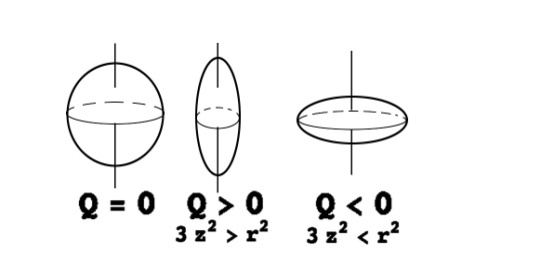 Q = 0 Q > 0 Q < 0
3 z² > r² 3 z² < r²